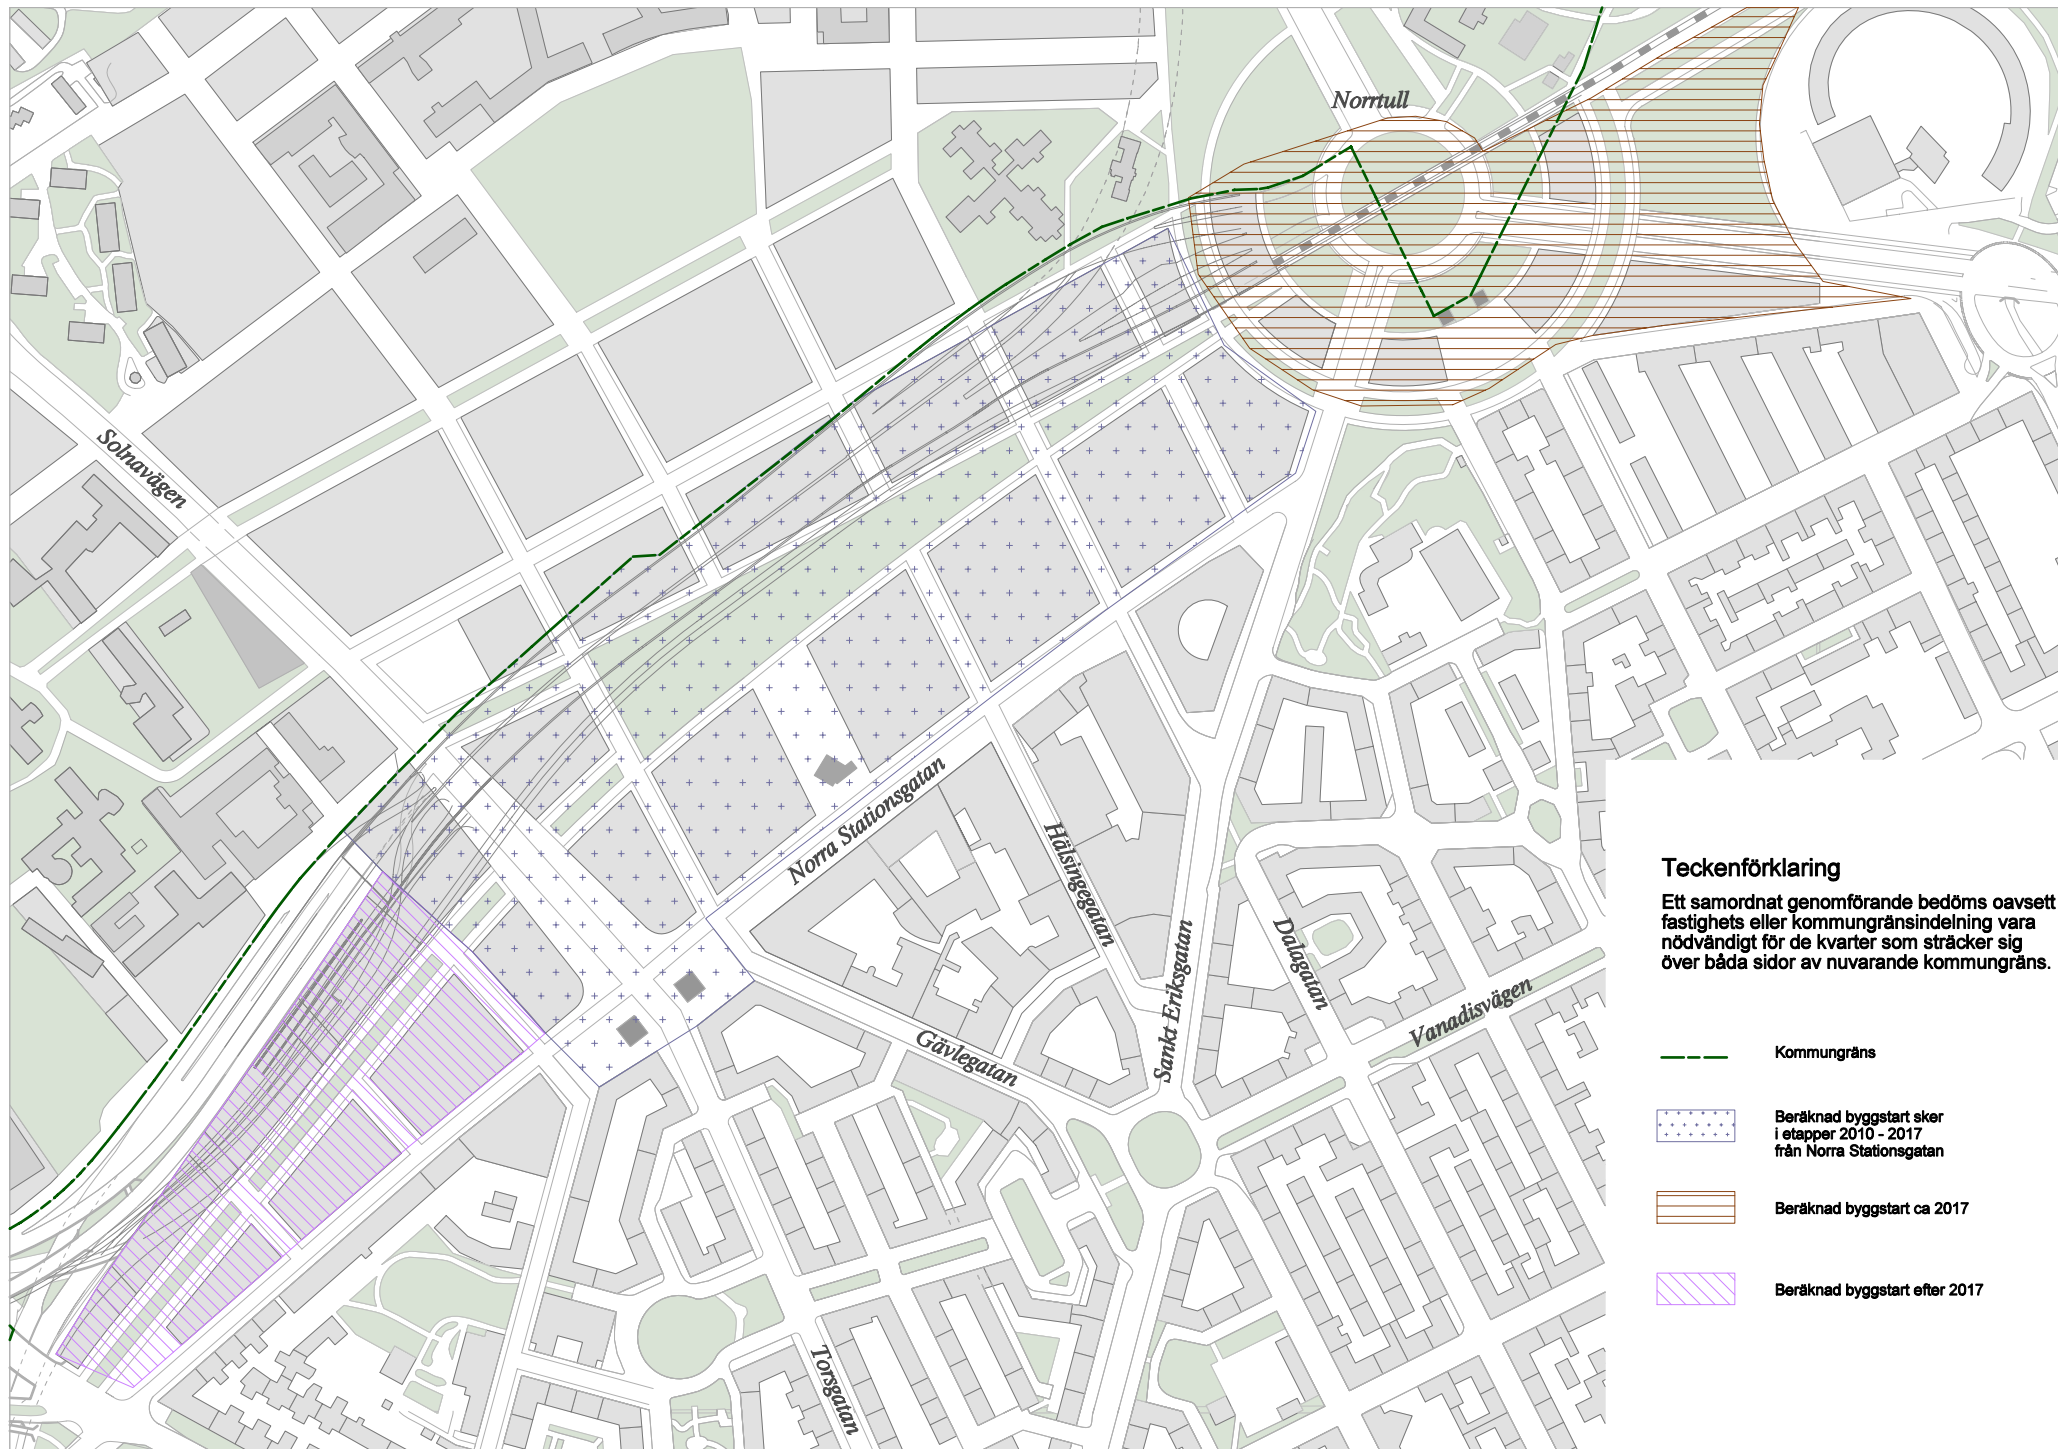 Norrtull
Solnavägen
Norra Stationsgatan
Hälsingegatan
Sankt Eriksgatan
Dalagatan
Vanadisvägen
Gävlegatan
Torsgatan
Teckenförklaring
Ett samordnat genomförande bedöms oavsett
fastighets eller kommungränsindelning vara
nödvändigt för de kvarter som sträcker sig
över båda sidor av nuvarande kommungräns.
Kommungräns
Beräknad byggstart sker
i etapper 2010 - 2017
från Norra Stationsgatan
Beräknad byggstart ca 2017
Beräknad byggstart efter 2017